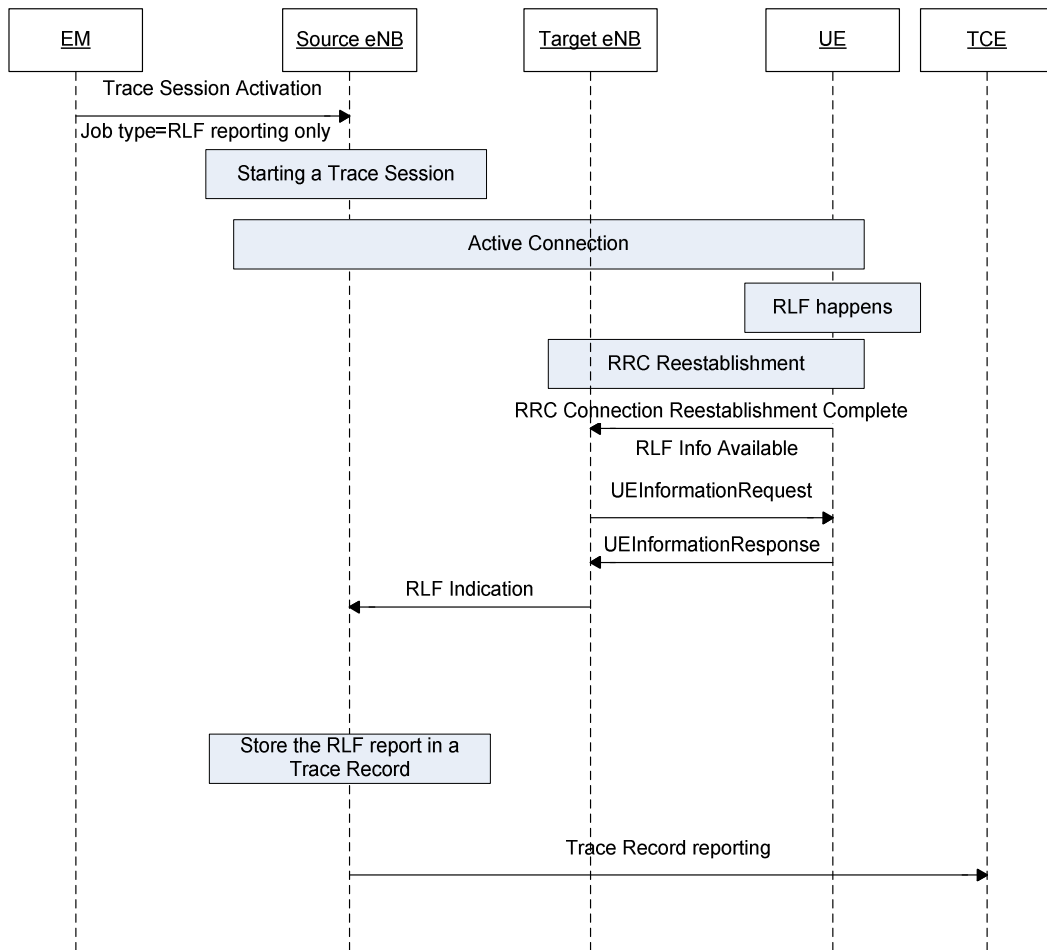 EM
Source eNB
Target eNB
UE
TCE
Trace Session Activation
Job type=RLF reporting only
Starting a Trace Session
Active Connection
RLF happens
RRC Reestablishment
RRC Connection Reestablishment Complete
RLF Info Available
UEInformationRequest
UEInformationResponse
RLF Indication
Store the RLF report in a
Trace Record
Trace Record reporting